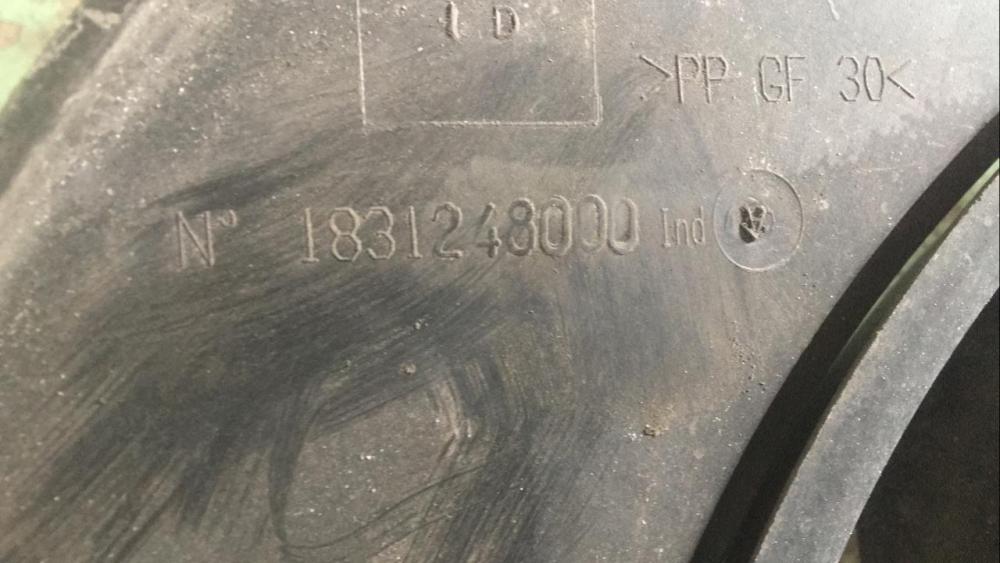 I D
>PP GF 30<
N° 1831248000 Ind